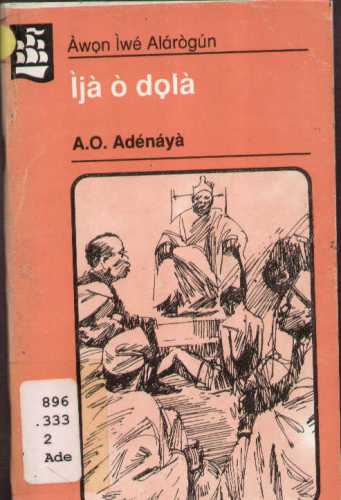 Àwọn Ìwé Alárògún
Ìjà ò dọlà
A.O. Adénáyà
896
.333
2
Ade